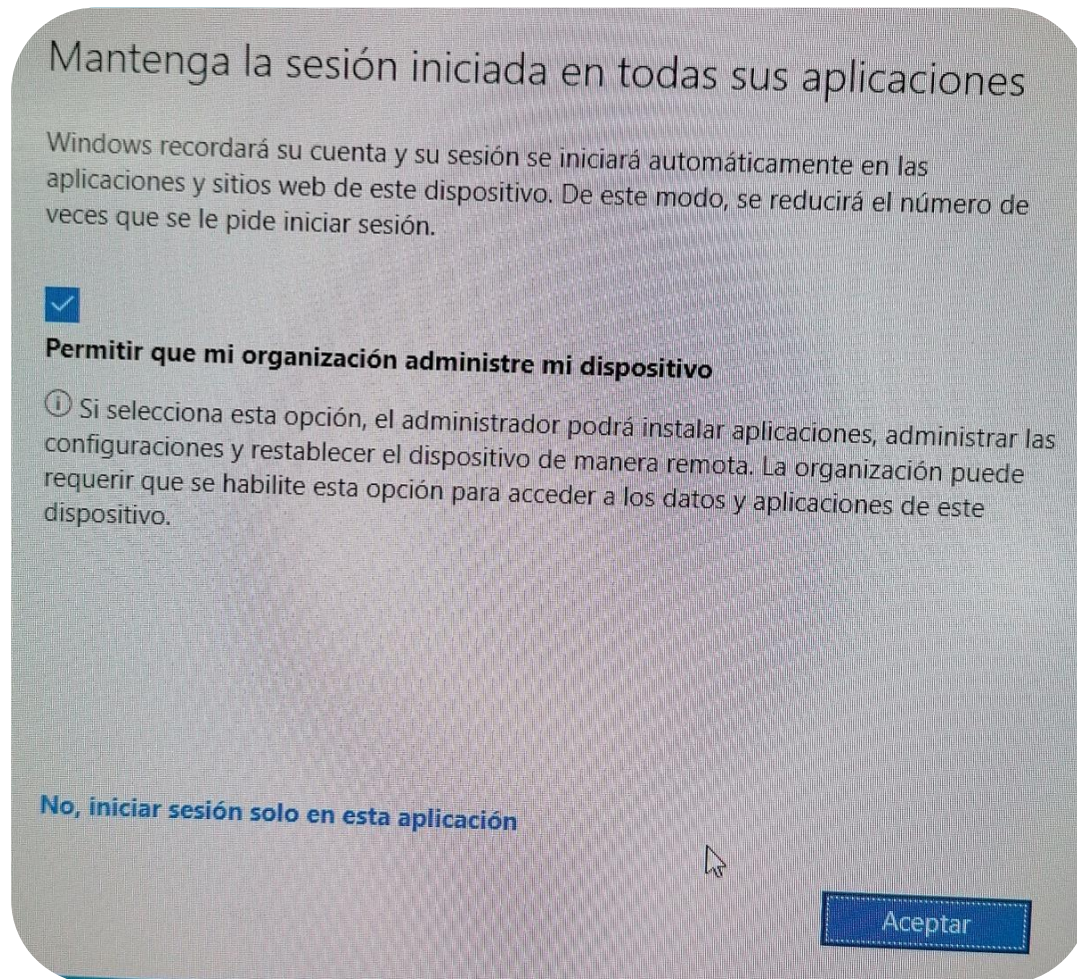 Mantenga la sesión iniciada en todas sus aplicaciones
Windows recordará su cuenta y su sesión se iniciará automáticamente en las
aplicaciones y sitios web de este dispositivo. De este modo, se reducirá el número de
veces que se le pide iniciar sesión.
Permitir que mi organización administre mi dispositivo
Si selecciona esta opción, el administrador podrá instalar aplicaciones, administrar las
configuraciones y restablecer el dispositivo de manera remota. La organización puede
requerir que se habilite esta opción para acceder a los datos y aplicaciones de este
dispositivo.
No, iniciar sesión solo en esta aplicación
Aceptar